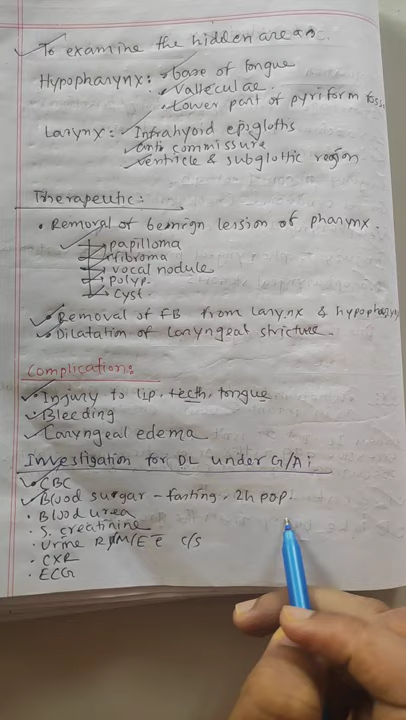 To examine the hidden areas.
Hypopharynx: • base of tongue
• valleculae.
• Lower part of pyriform fossa
Larynx: • Infrahyoid epiglottis
• Antr commissure
• ventricle & subglottic region
Therapeutic:
• Removal of benign lession of pharynx.
papilloma
fibroma
vocal nodule
polyp.
Cyst.
• Removal of FB from larynx & hypopharynx
• Dilatation of laryngeal stricture.
Complication:
• Injury to lip, teeth, tongue
• Bleeding
• Laryngeal edema
Investigation for DL under G/A:
• CBC
• Blood sugar - fasting, 2h pop.
• Blood urea
• S. creatinine
• Urine R/M/E c̄ c/s
• CXR
• ECG